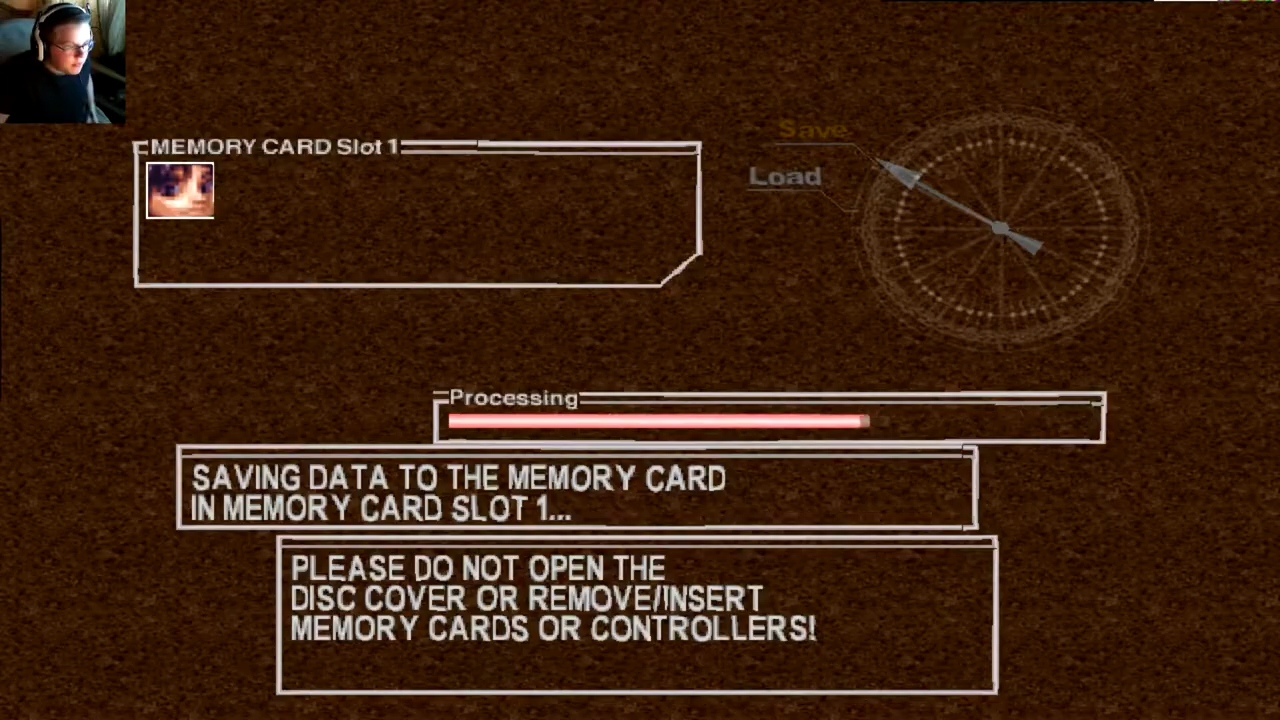 MEMORY CARD Slot 1
Save
Load
Processing
SAVING DATA TO THE MEMORY CARD
IN MEMORY CARD SLOT 1...
PLEASE DO NOT OPEN THE
DISC COVER OR REMOVE/INSERT
MEMORY CARDS OR CONTROLLERS!